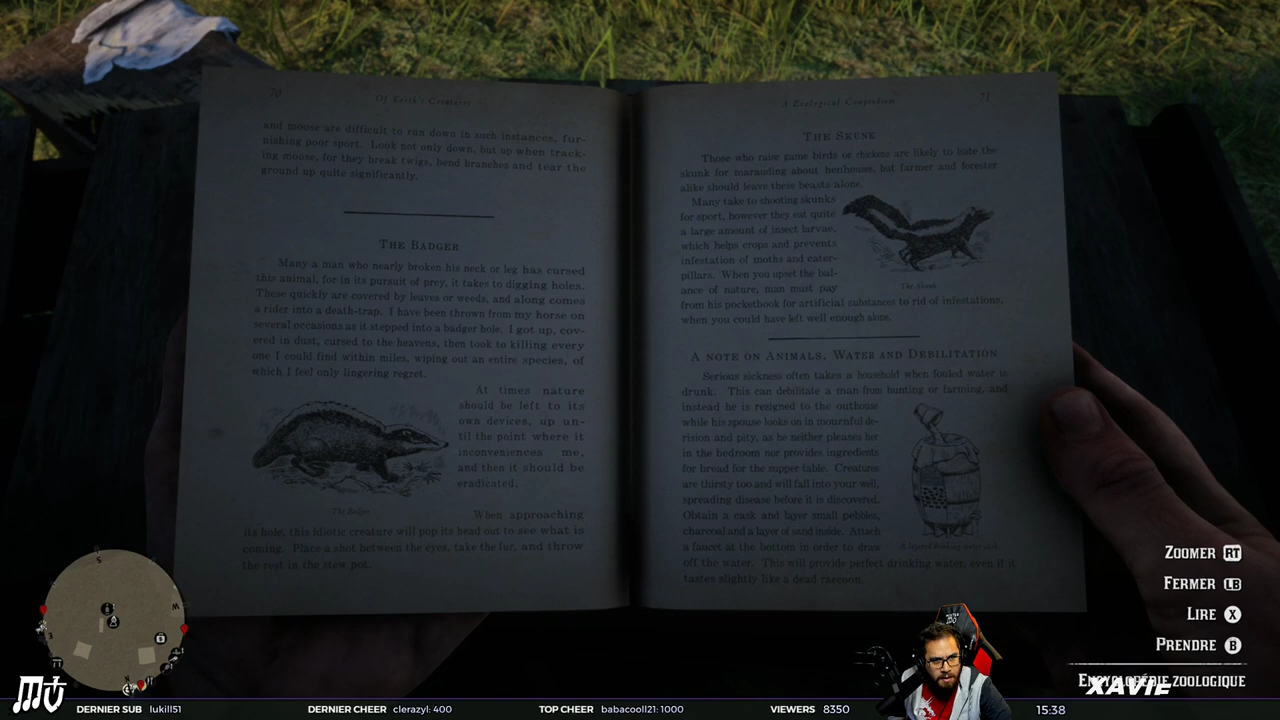 70
Of Earth's Creatures
and mouse are difficult to run down in such instances, fur-
nishing poor sport. Look not only down, but up when track-
ing moose, for they break twigs, bend branches and tear the
ground up quite significantly.
The Badger
Many a man who nearly broken his neck or leg has cursed
this animal, for in its pursuit of prey, it takes to digging holes.
These quickly are covered by leaves or weeds, and along comes
a rider into a death-trap. I have been thrown from my horse on
several occasions as it stepped into a badger hole. I got up, cov-
ered in dust, cursed to the heavens, then took to killing every
one I could find within miles, wiping out an entire species, of
which I feel only lingering regret.
At times nature
should be left to its
own devices, up un-
til the point where it
inconveniences me,
and then it should be
eradicated.
The Badger
When approaching
its hole, this idiotic creature will pop its head out to see what is
coming. Place a shot between the eyes, take the fur, and throw
the rest in the stew pot.
A Zoological Compendium
71
The Skunk
Those who raise game birds or chickens are likely to hate the
skunk for marauding about henhouses, but farmer and forester
alike should leave these beasts alone.
Many take to shooting skunks
for sport, however they eat quite
a large amount of insect larvae,
which helps crops and prevents
infestation of moths and cater-
pillars. When you upset the bal-
ance of nature, man must pay
The Skunk
from his pocketbook for artificial substances to rid of infestations,
when you could have left well enough alone.
A note on Animals, Water and Debilitation
Serious sickness often takes a household when fouled water is
drunk. This can debilitate a man from hunting or farming, and
instead he is resigned to the outhouse
while his spouse looks on in mournful de-
rision and pity, as he neither pleases her
in the bedroom nor provides ingredients
for bread for the supper table. Creatures
are thirsty too and will fall into your well,
spreading disease before it is discovered.
Obtain a cask and layer small pebbles,
charcoal and a layer of sand inside. Attach
a faucet at the bottom in order to draw
A layered drinking water cask.
off the water. This will provide perfect drinking water, even if it
tastes slightly like a dead raccoon.
Zoomer RT
Fermer LB
Lire X
Prendre B
Encyclopédie zoologique
XAVIE
DERNIER SUB lukill51 DERNIER CHEER clerazyl: 400 TOP CHEER babacool21: 1000 VIEWERS 8350 15:38